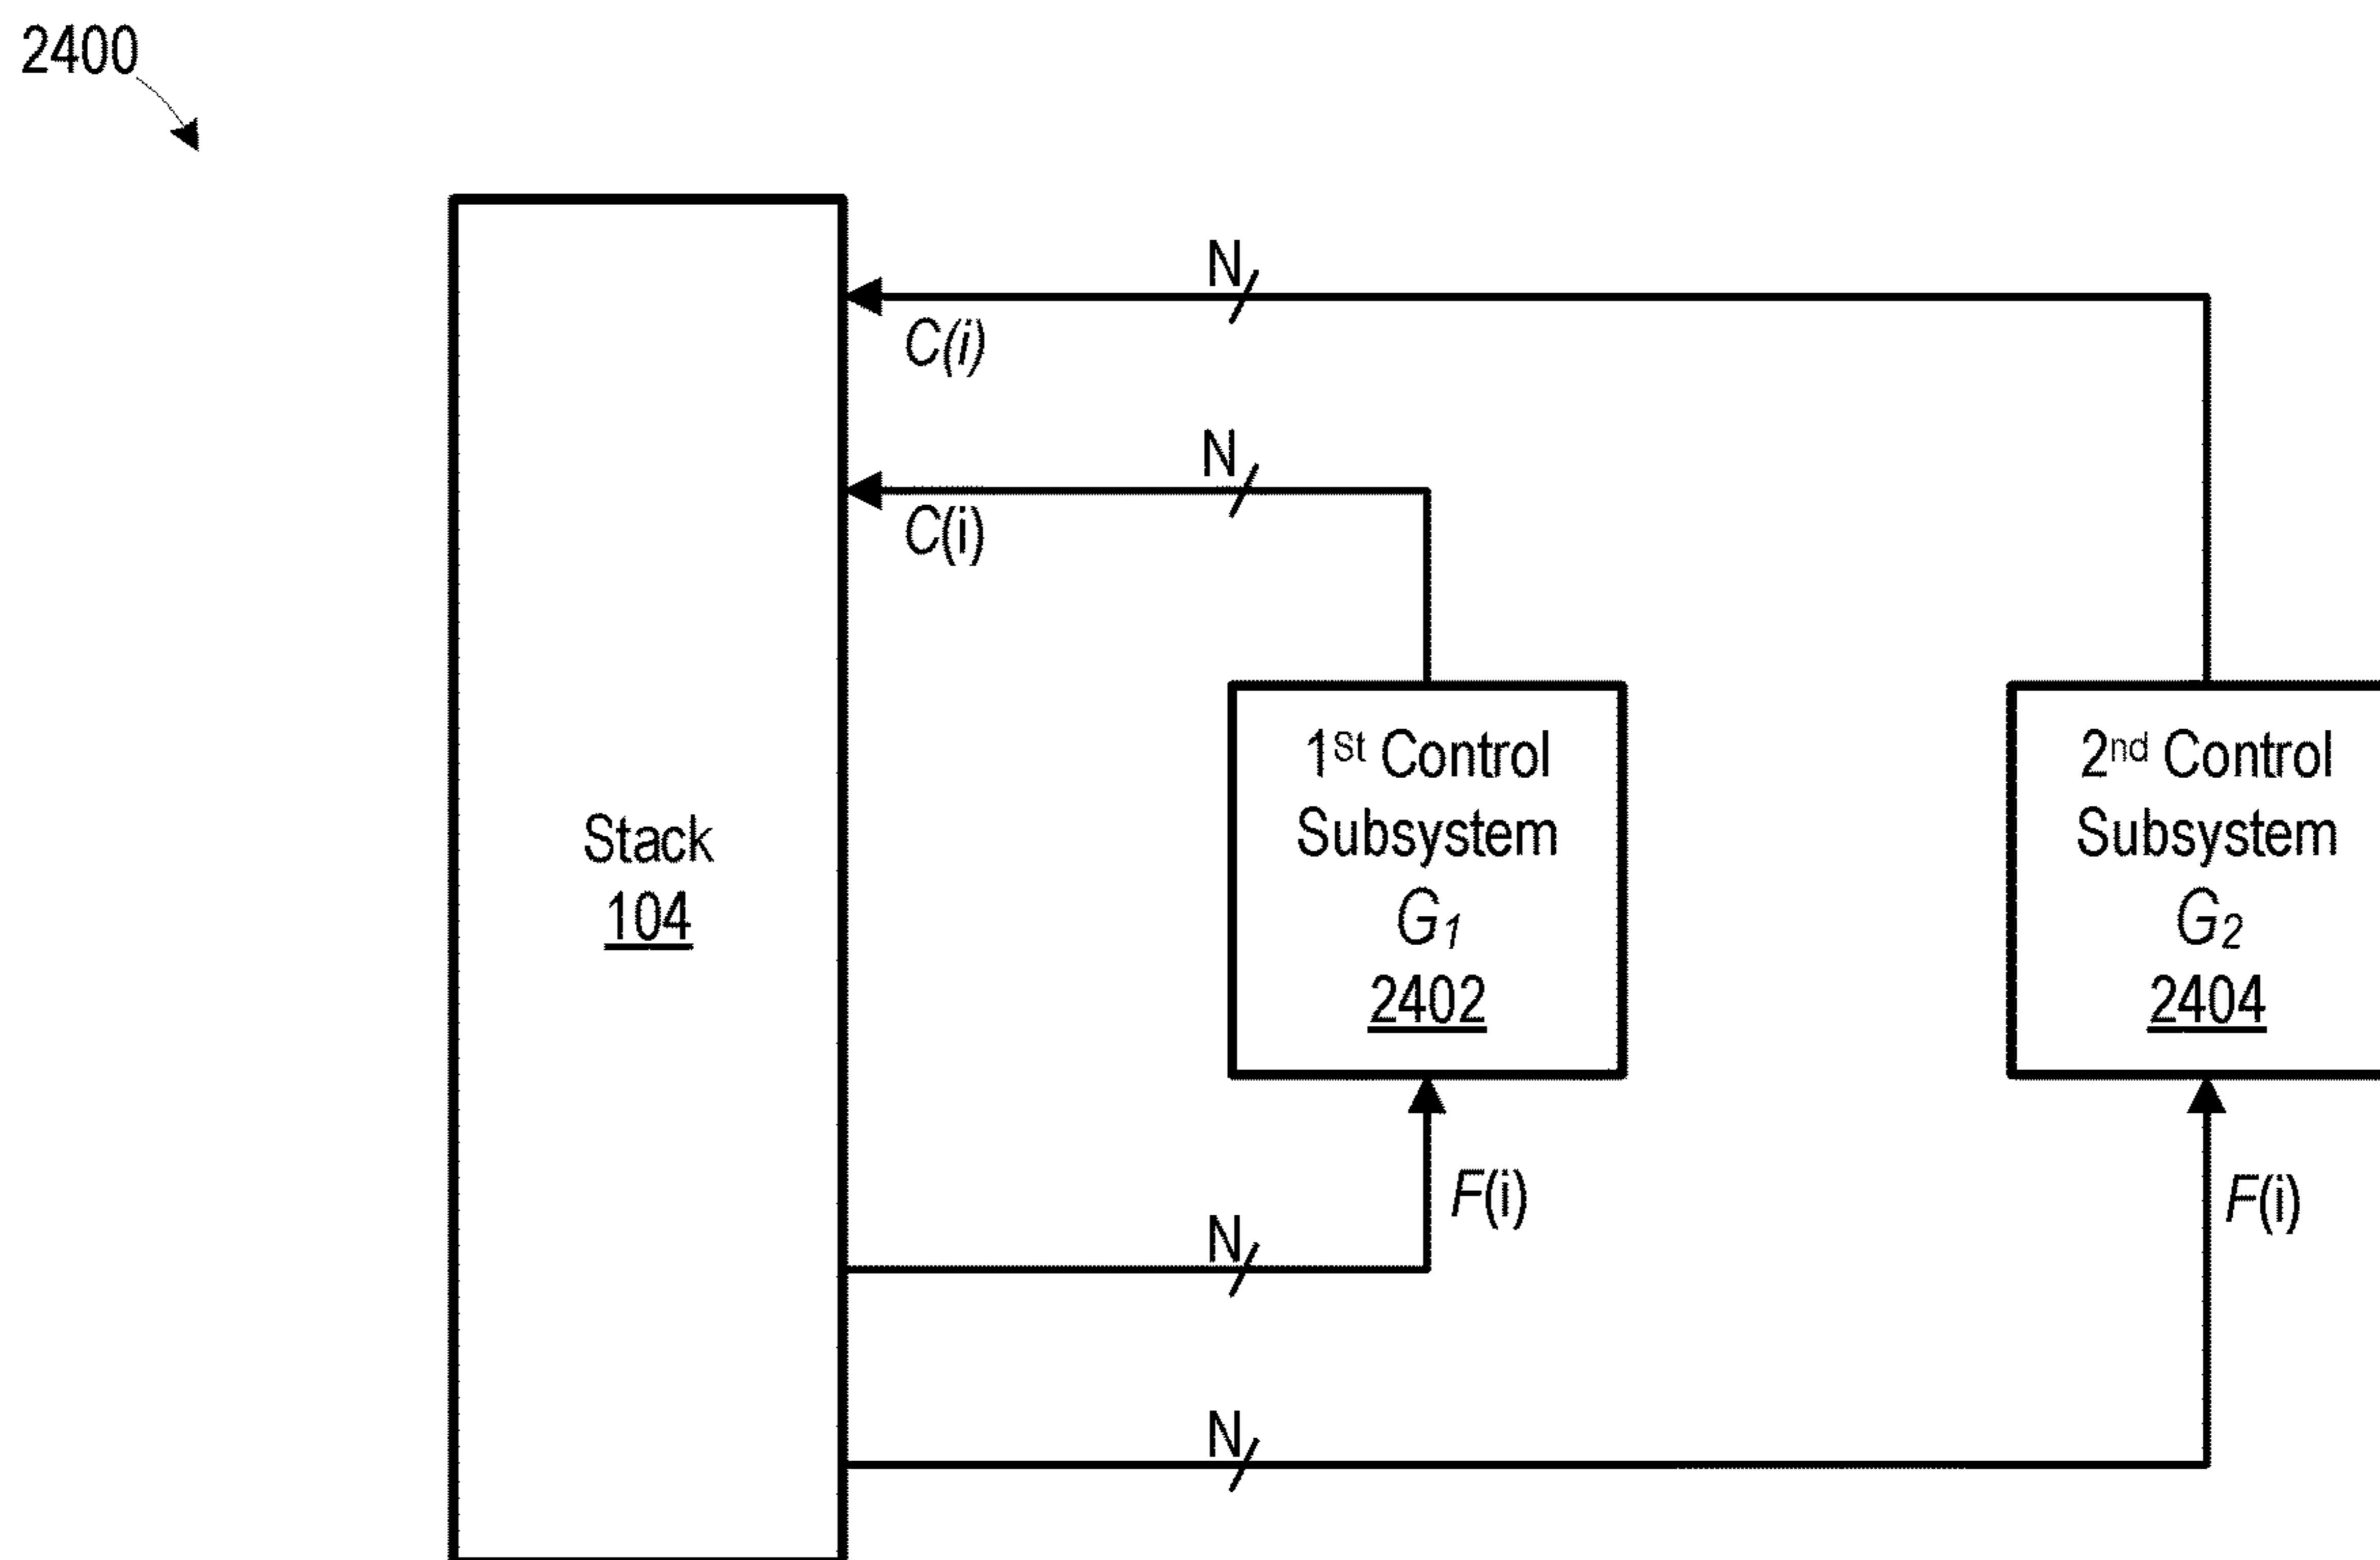 2400
N
C(i)
N
C(i)
Stack
104
1St Control
Subsystem
G1
2402
2nd Control
Subsystem
G2
2404
F(i)
F(i)
N
N